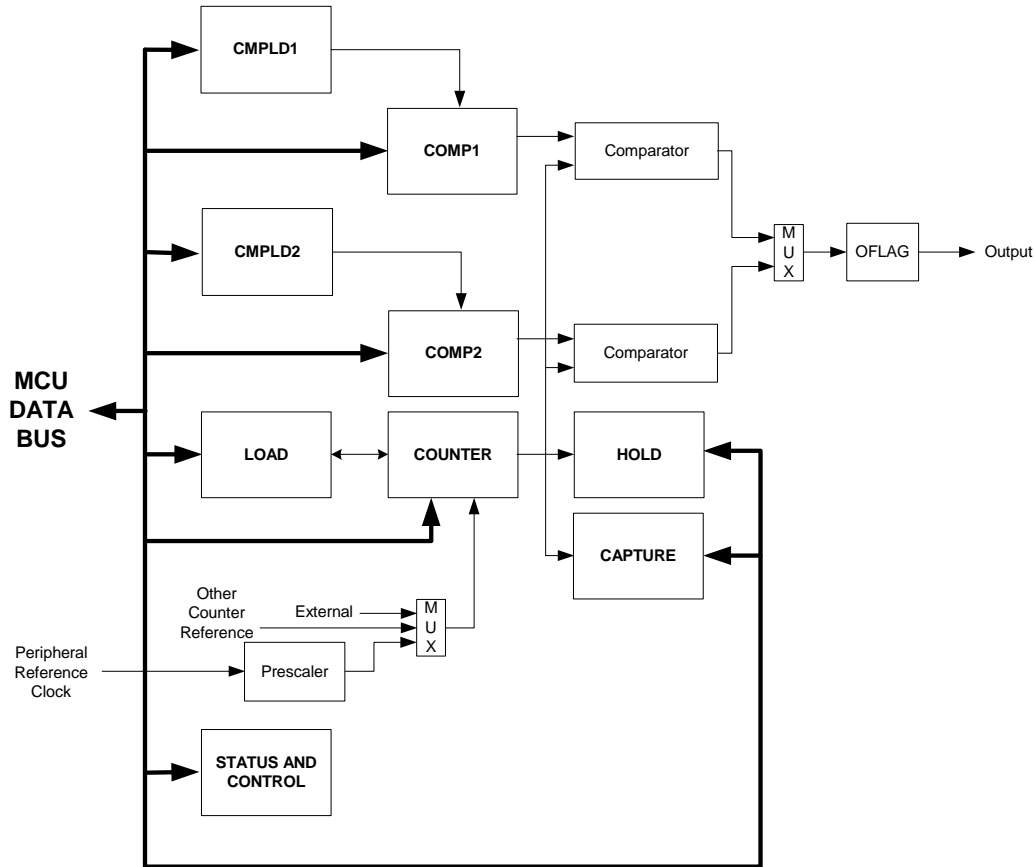 CMPLD1
COMP1
Comparator
CMPLD2
M
U
X
OFLAG
Output
COMP2
Comparator
MCU
DATA
BUS
LOAD
COUNTER
HOLD
CAPTURE
Other
Counter
Reference
External
M
U
X
Peripheral
Reference
Clock
Prescaler
STATUS AND
CONTROL